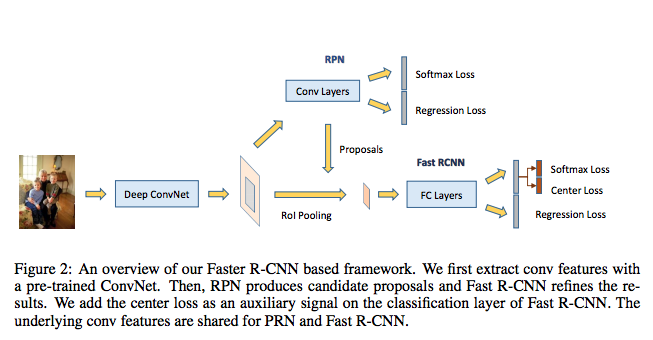 RPN
Conv Layers
Softmax Loss
Regression Loss
Proposals
Fast RCNN
Deep ConvNet
RoI Pooling
FC Layers
Softmax Loss
Center Loss
Regression Loss
Figure 2: An overview of our Faster R-CNN based framework. We first extract conv features with
a pre-trained ConvNet. Then, RPN produces candidate proposals and Fast R-CNN refines the re-
sults. We add the center loss as an auxiliary signal on the classification layer of Fast R-CNN. The
underlying conv features are shared for PRN and Fast R-CNN.